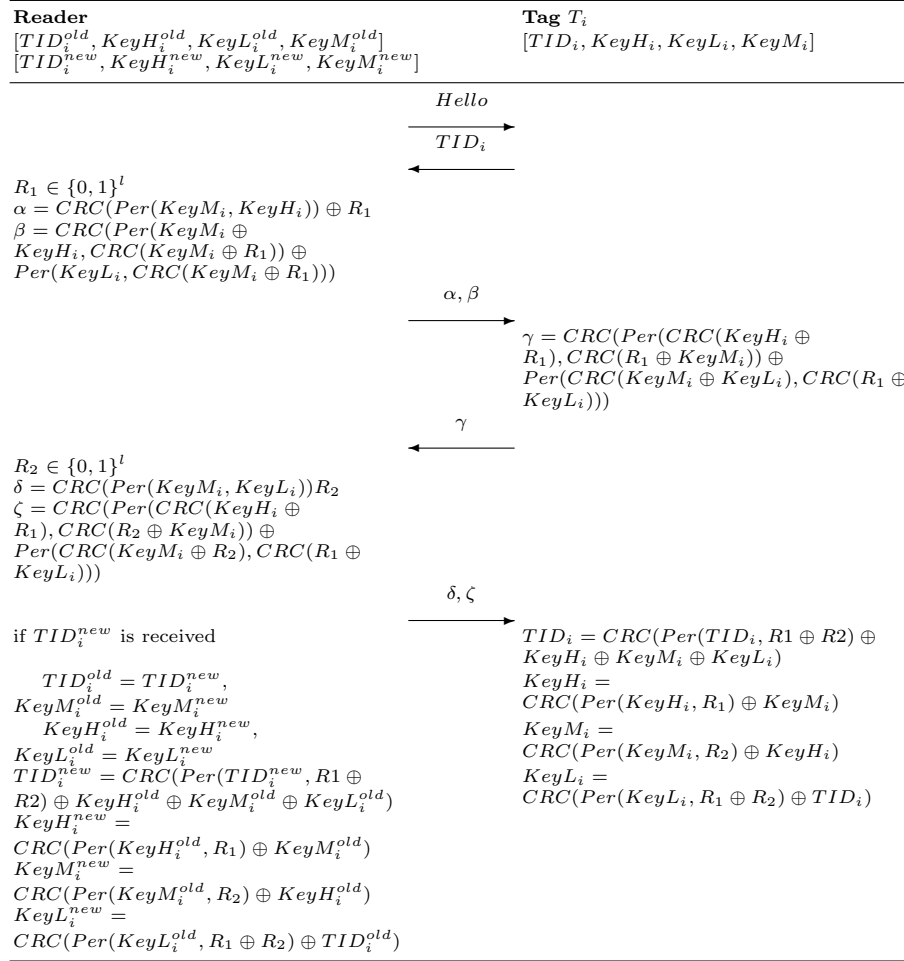 Reader
Tag T_i
[TID_i^{old}, KeyH_i^{old}, KeyL_i^{old}, KeyM_i^{old}]
[TID_i, KeyH_i, KeyL_i, KeyM_i]
[TID_i^{new}, KeyH_i^{new}, KeyL_i^{new}, KeyM_i^{new}]
Hello
TID_i
R_1 ∈ {0, 1}^l
α = CRC(Per(KeyM_i, KeyH_i)) ⊕ R_1
β = CRC(Per(KeyM_i ⊕
KeyH_i, CRC(KeyM_i ⊕ R_1)) ⊕
Per(KeyL_i, CRC(KeyM_i ⊕ R_1)))
α, β
γ = CRC(Per(CRC(KeyH_i ⊕
R_1), CRC(R_1 ⊕ KeyM_i)) ⊕
Per(CRC(KeyM_i ⊕ KeyL_i), CRC(R_1 ⊕
KeyL_i)))
γ
R_2 ∈ {0, 1}^l
δ = CRC(Per(KeyM_i, KeyL_i))R_2
ζ = CRC(Per(CRC(KeyH_i ⊕
R_1), CRC(R_2 ⊕ KeyM_i)) ⊕
Per(CRC(KeyM_i ⊕ R_2), CRC(R_1 ⊕
KeyL_i)))
δ, ζ
if TID_i^{new} is received
TID_i^{old} = TID_i^{new},
KeyM_i^{old} = KeyM_i^{new}
KeyH_i^{old} = KeyH_i^{new},
KeyL_i^{old} = KeyL_i^{new}
TID_i^{new} = CRC(Per(TID_i^{new}, R1 ⊕
R2) ⊕ KeyH_i^{old} ⊕ KeyM_i^{old} ⊕ KeyL_i^{old})
KeyH_i^{new} =
CRC(Per(KeyH_i^{old}, R_1) ⊕ KeyM_i^{old})
KeyM_i^{new} =
CRC(Per(KeyM_i^{old}, R_2) ⊕ KeyH_i^{old})
KeyL_i^{new} =
CRC(Per(KeyL_i^{old}, R_1 ⊕ R_2) ⊕ TID_i^{old})
TID_i = CRC(Per(TID_i, R1 ⊕ R2) ⊕
KeyH_i ⊕ KeyM_i ⊕ KeyL_i)
KeyH_i =
CRC(Per(KeyH_i, R_1) ⊕ KeyM_i)
KeyM_i =
CRC(Per(KeyM_i, R_2) ⊕ KeyH_i)
KeyL_i =
CRC(Per(KeyL_i, R_1 ⊕ R_2) ⊕ TID_i)